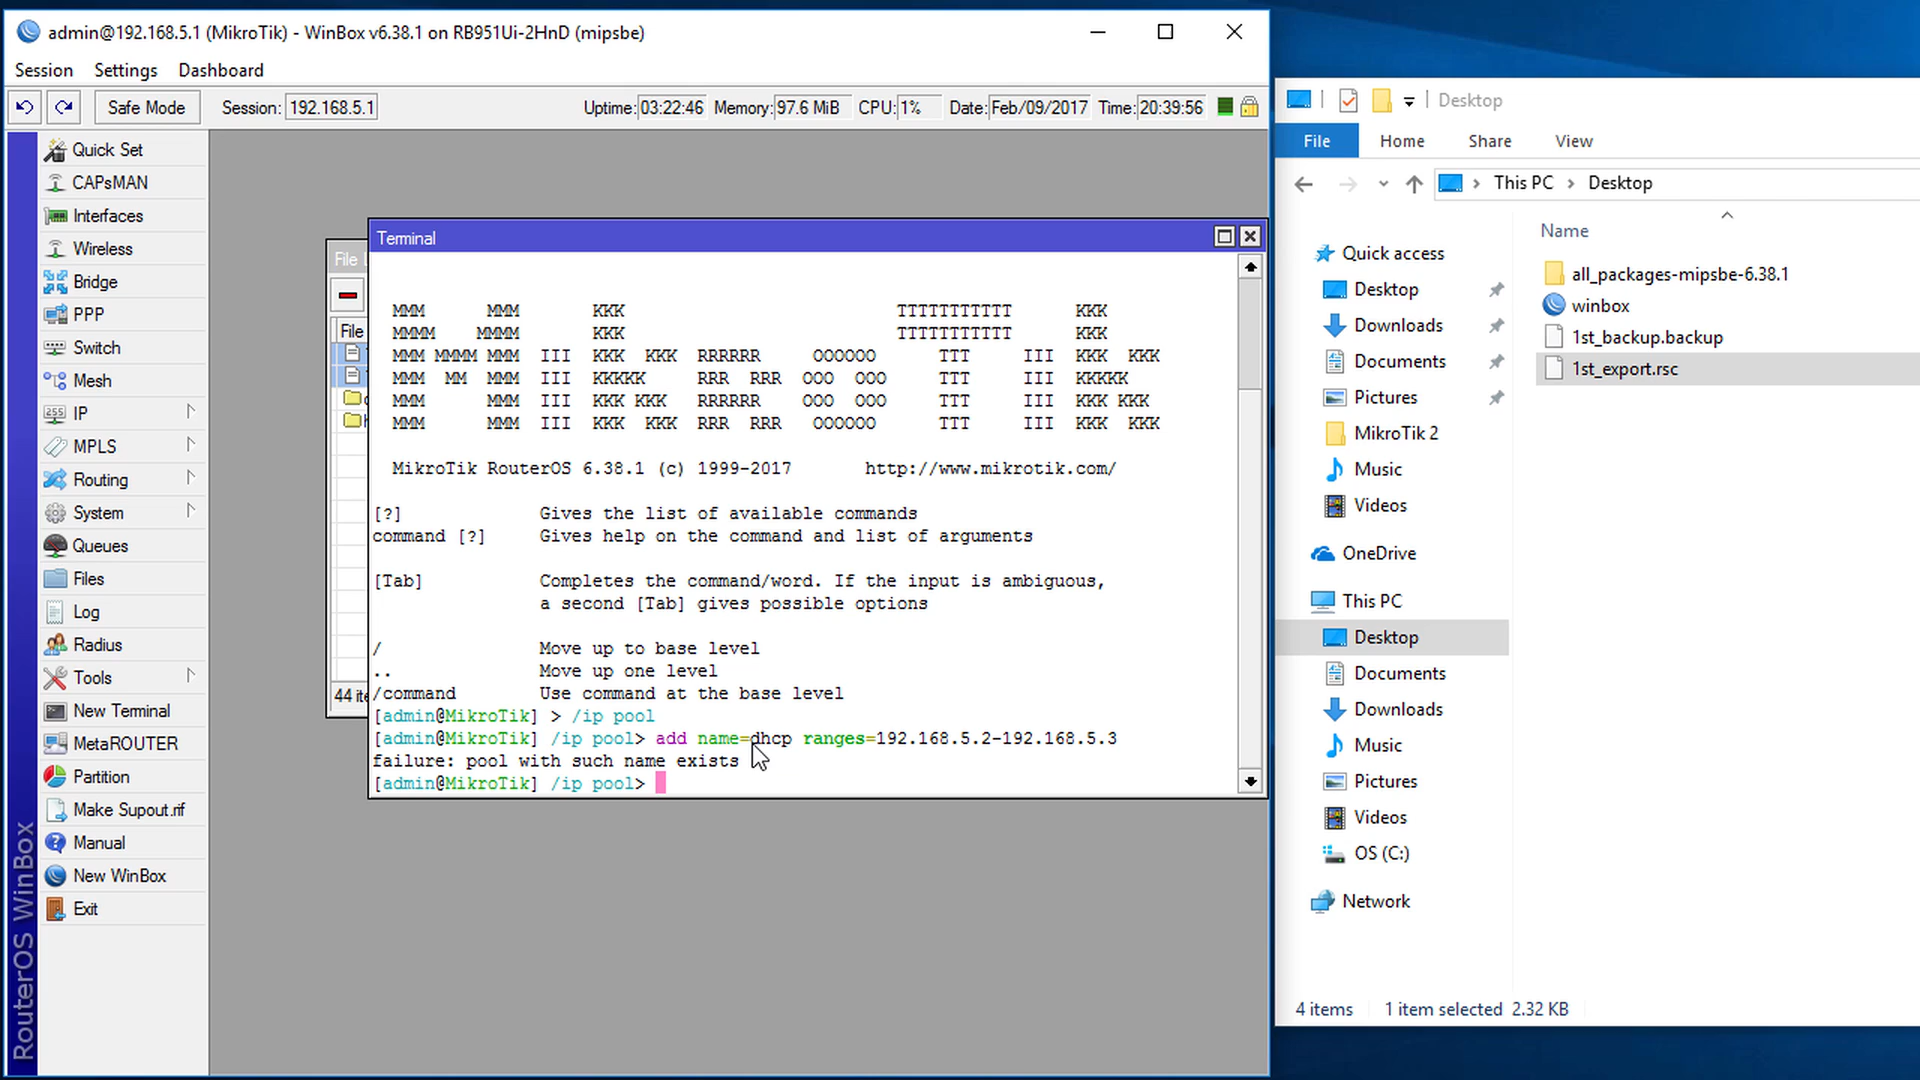 admin@192.168.5.1 (MikroTik) - WinBox v6.38.1 on RB951Ui-2HnD (mipsbe)
Session Settings Dashboard
Safe Mode Session: 192.168.5.1 Uptime: 03:22:46 Memory: 97.6 MiB CPU: 1% Date: Feb/09/2017 Time: 20:39:56
RouterOS WinBox
Quick Set
CAPsMAN
Interfaces
Wireless
Bridge
PPP
Switch
Mesh
IP
MPLS
Routing
System
Queues
Files
Log
Radius
Tools
New Terminal
MetaROUTER
Partition
Make Supout.rif
Manual
New WinBox
Exit
File
File
44 ite
Terminal
MMM MMM KKK TTTTTTTTTTT KKK
MMMM MMMM KKK TTTTTTTTTTT KKK
MMM MMMM MMM III KKK KKK RRRRRR OOOOOO TTT III KKK KKK
MMM MM MMM III KKKKK RRR RRR OOO OOO TTT III KKKKK
MMM MMM III KKK KKK RRRRRR OOO OOO TTT III KKK KKK
MMM MMM III KKK KKK RRR RRR OOOOOO TTT III KKK KKK
MikroTik RouterOS 6.38.1 (c) 1999-2017 http://www.mikrotik.com/
[?] Gives the list of available commands
command [?] Gives help on the command and list of arguments
[Tab] Completes the command/word. If the input is ambiguous,
a second [Tab] gives possible options
/ Move up to base level
.. Move up one level
/command Use command at the base level
[admin@MikroTik] > /ip pool
[admin@MikroTik] /ip pool> add name=dhcp ranges=192.168.5.2-192.168.5.3
failure: pool with such name exists
[admin@MikroTik] /ip pool>
Desktop
File Home Share View
This PC Desktop
Quick access
Desktop
Downloads
Documents
Pictures
MikroTik 2
Music
Videos
OneDrive
This PC
Desktop
Documents
Downloads
Music
Pictures
Videos
OS (C:)
Network
Name
all_packages-mipsbe-6.38.1
winbox
1st_backup.backup
1st_export.rsc
4 items 1 item selected 2.32 KB